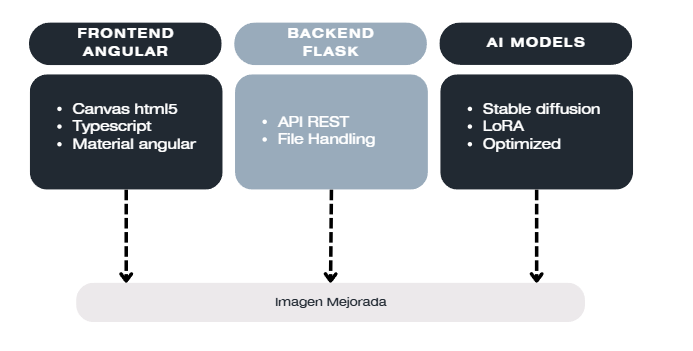 FRONTEND
ANGULAR
BACKEND
FLASK
AI MODELS
• Canvas html5
• Typescript
• Material angular
• API REST
• File Handling
• Stable diffusion
• LoRA
• Optimized
Imagen Mejorada